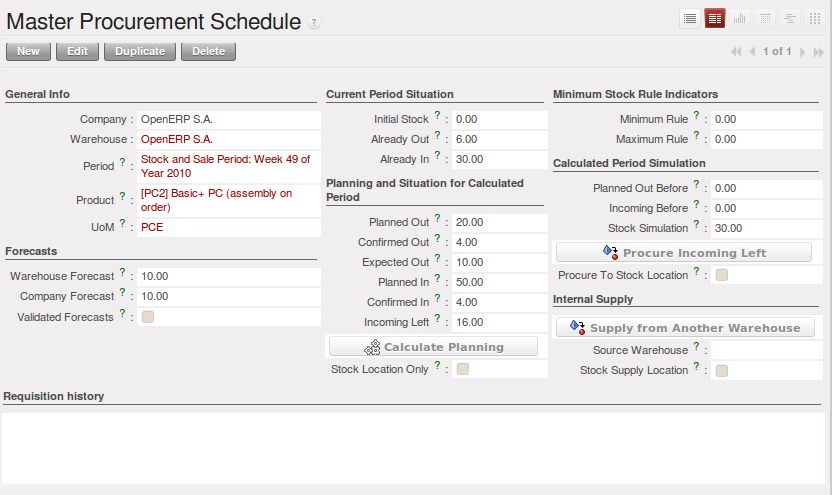 Master Procurement Schedule ?
New Edit Duplicate Delete
1 of 1
General Info
Company :
OpenERP S.A.
Warehouse :
OpenERP S.A.
Period ? :
Stock and Sale Period: Week 49 of
Year 2010
Product ? :
[PC2] Basic+ PC (assembly on
order)
UoM ? :
PCE
Forecasts
Warehouse Forecast ? : 10.00
Company Forecast ? : 10.00
Validated Forecasts ? :
Current Period Situation
Initial Stock ? : 0.00
Already Out ? : 6.00
Already In ? : 30.00
Planning and Situation for Calculated
Period
Planned Out ? : 20.00
Confirmed Out ? : 4.00
Expected Out ? : 10.00
Planned In ? : 50.00
Confirmed In ? : 4.00
Incoming Left ? : 16.00
Calculate Planning
Stock Location Only ? :
Minimum Stock Rule Indicators
Minimum Rule ? : 0.00
Maximum Rule ? : 0.00
Calculated Period Simulation
Planned Out Before ? : 0.00
Incoming Before ? : 0.00
Stock Simulation ? : 30.00
Procure Incoming Left
Procure To Stock Location ? :
Internal Supply
Supply from Another Warehouse
Source Warehouse ? :
Stock Supply Location ? :
Requisition history